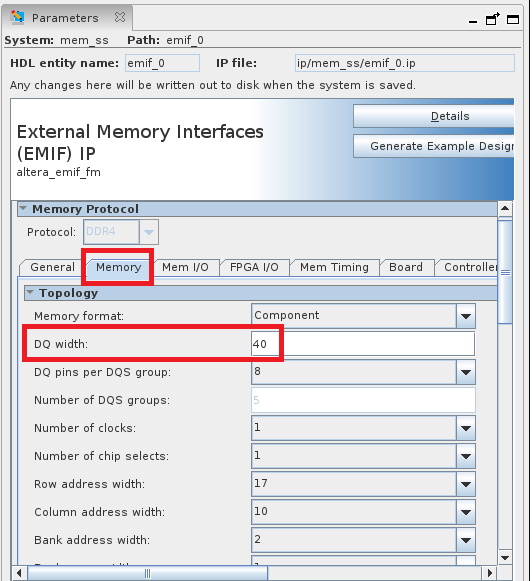 Parameters
System: mem_ss Path: emif_0
HDL entity name: emif_0 IP file: ip/mem_ss/emif_0.ip
Any changes here will be written out to disk when the system is saved.
Details
External Memory Interfaces
(EMIF) IP
Generate Example Design
altera_emif_fm
Memory Protocol
Protocol: DDR4
General Memory Mem I/O FPGA I/O Mem Timing Board Controller
Topology
Memory format: Component
DQ width: 40
DQ pins per DQS group: 8
Number of DQS groups: 5
Number of clocks: 1
Number of chip selects: 1
Row address width: 17
Column address width: 10
Bank address width: 2